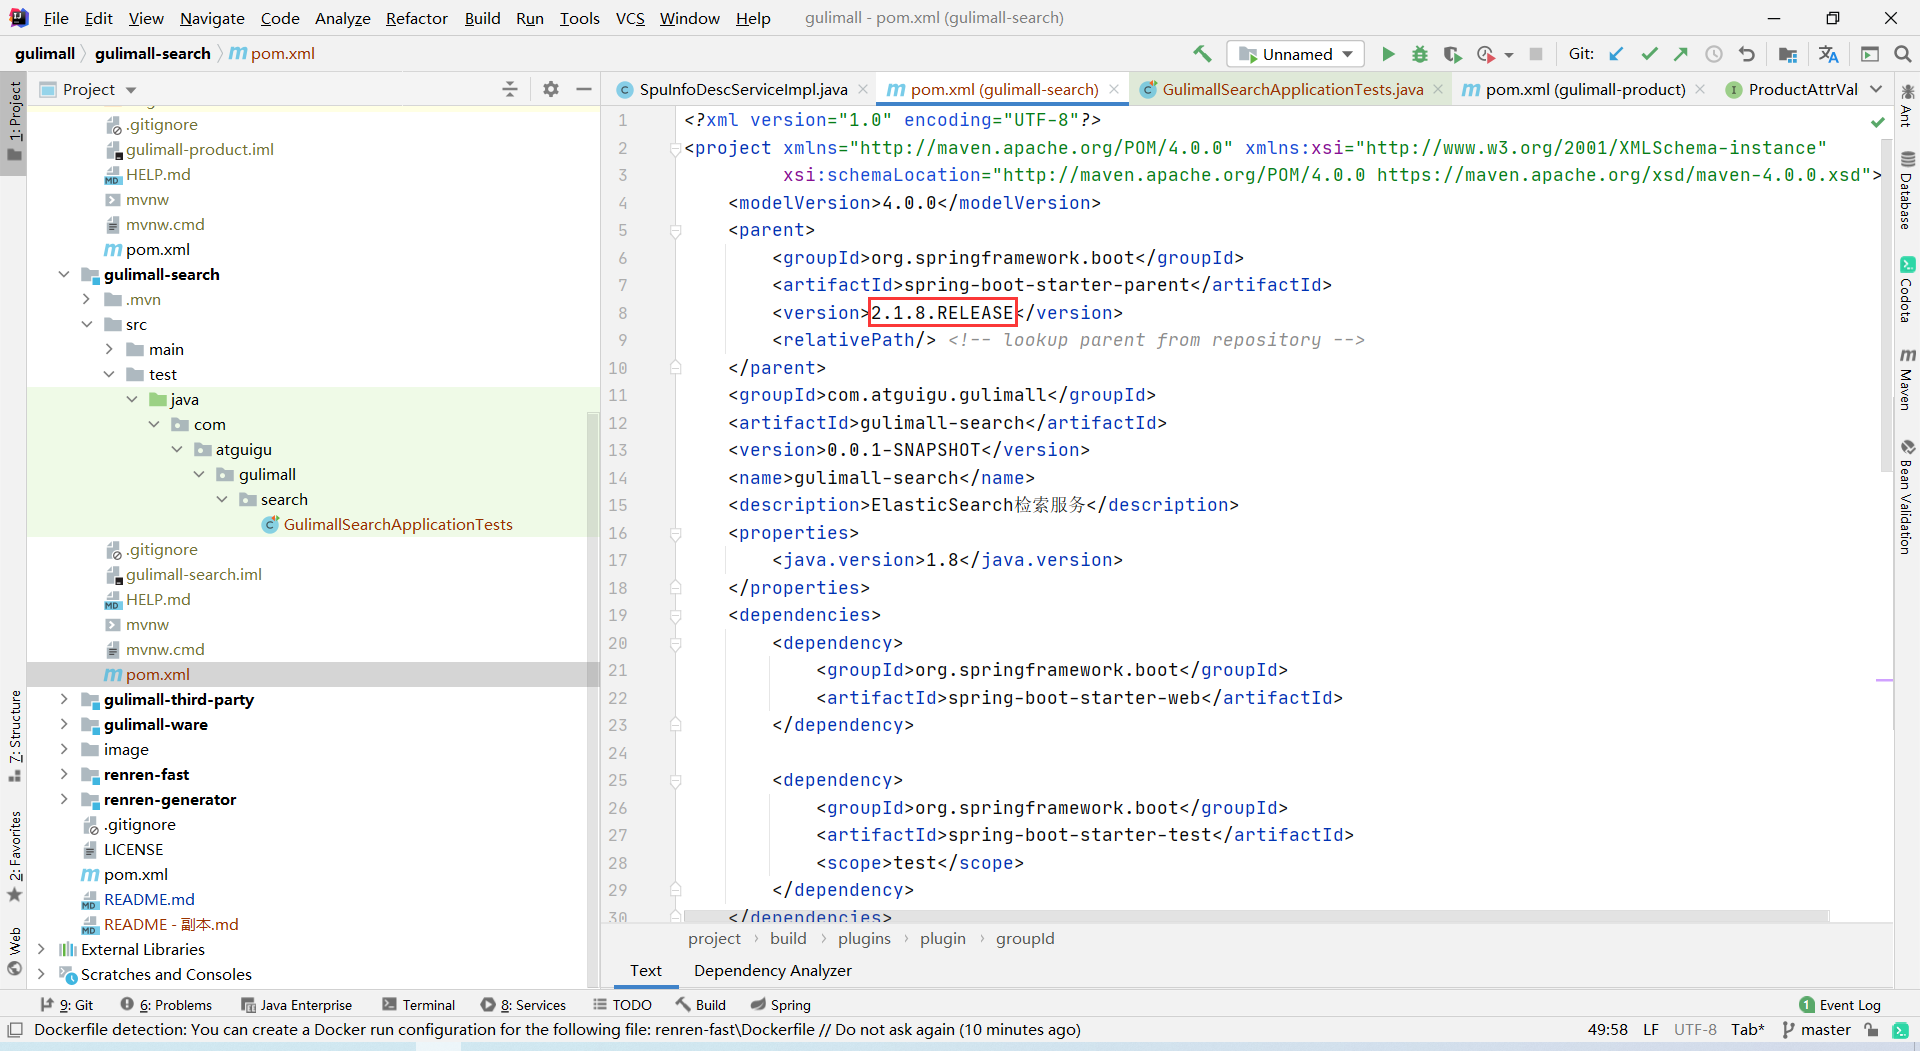 File Edit View Navigate Code Analyze Refactor Build Run Tools VCS Window Help gulimall - pom.xml (gulimall-search)
gulimall gulimall-search pom.xml Unnamed Git:
Project
SpuInfoDescServiceImpl.java pom.xml (gulimall-search) GulimallSearchApplicationTests.java pom.xml (gulimall-product) ProductAttrVal
1: Project
7: Structure
2: Favorites
Web
.gitignore
gulimall-product.iml
HELP.md
mvnw
mvnw.cmd
pom.xml
gulimall-search
.mvn
src
main
test
java
com
atguigu
gulimall
search
GulimallSearchApplicationTests
.gitignore
gulimall-search.iml
HELP.md
mvnw
mvnw.cmd
pom.xml
gulimall-third-party
gulimall-ware
image
renren-fast
renren-generator
.gitignore
LICENSE
pom.xml
README.md
README - 副本.md
External Libraries
Scratches and Consoles
1 <?xml version="1.0" encoding="UTF-8"?>
2 <project xmlns="http://maven.apache.org/POM/4.0.0" xmlns:xsi="http://www.w3.org/2001/XMLSchema-instance"
3 xsi:schemaLocation="http://maven.apache.org/POM/4.0.0 https://maven.apache.org/xsd/maven-4.0.0.xsd">
4 <modelVersion>4.0.0</modelVersion>
5 <parent>
6 <groupId>org.springframework.boot</groupId>
7 <artifactId>spring-boot-starter-parent</artifactId>
8 <version>2.1.8.RELEASE</version>
9 <relativePath/> <!-- lookup parent from repository -->
10 </parent>
11 <groupId>com.atguigu.gulimall</groupId>
12 <artifactId>gulimall-search</artifactId>
13 <version>0.0.1-SNAPSHOT</version>
14 <name>gulimall-search</name>
15 <description>ElasticSearch检索服务</description>
16 <properties>
17 <java.version>1.8</java.version>
18 </properties>
19 <dependencies>
20 <dependency>
21 <groupId>org.springframework.boot</groupId>
22 <artifactId>spring-boot-starter-web</artifactId>
23 </dependency>
24
25 <dependency>
26 <groupId>org.springframework.boot</groupId>
27 <artifactId>spring-boot-starter-test</artifactId>
28 <scope>test</scope>
29 </dependency>
30 </dependencies>
project build plugins plugin groupId
Text Dependency Analyzer
Ant
Database
Codota
Maven
Bean Validation
9: Git 6: Problems Java Enterprise Terminal 8: Services TODO Build Spring 1 Event Log
Dockerfile detection: You can create a Docker run configuration for the following file: renren-fast\Dockerfile // Do not ask again (10 minutes ago) 49:58 LF UTF-8 Tab* master